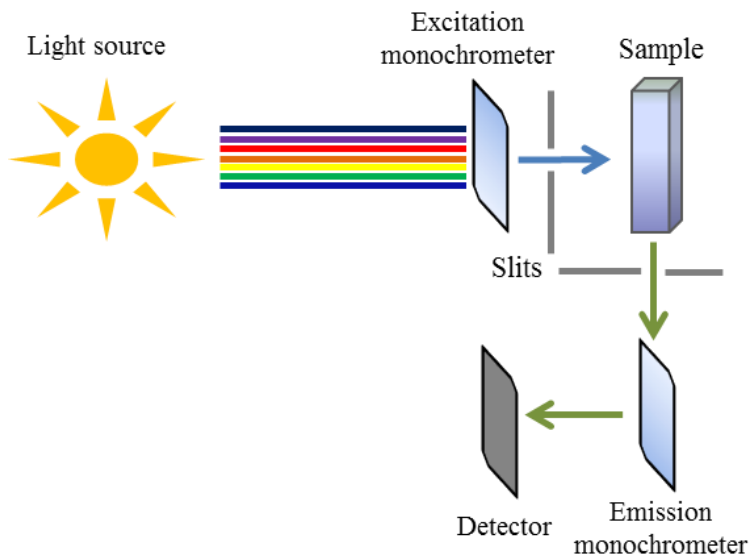 Light source
Excitation
monochrometer
Sample
Slits
Detector
Emission
monochrometer